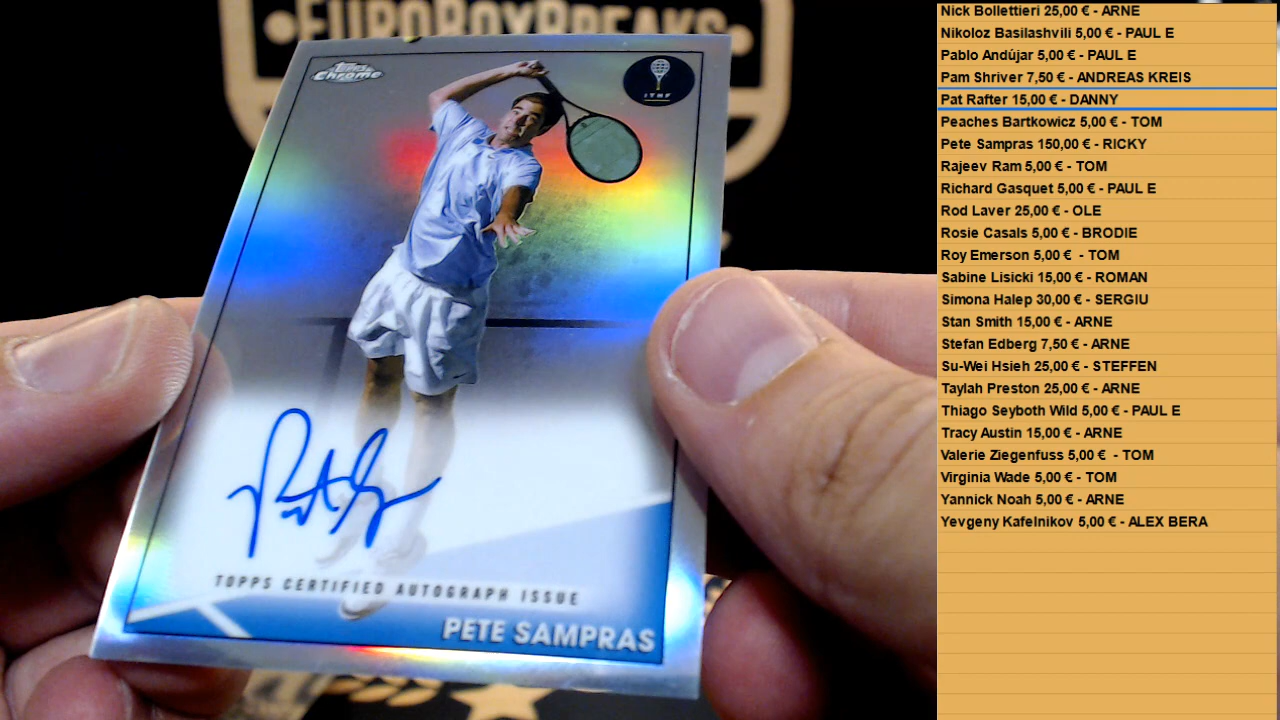 EUROBOXBREAKS
Topps
Chrome
ITHF
TOPPS CERTIFIED AUTOGRAPH ISSUE
PETE SAMPRAS
Nick Bollettieri 25,00 € - ARNE
Nikoloz Basilashvili 5,00 € - PAUL E
Pablo Andújar 5,00 € - PAUL E
Pam Shriver 7,50 € - ANDREAS KREIS
Pat Rafter 15,00 € - DANNY
Peaches Bartkowicz 5,00 € - TOM
Pete Sampras 150,00 € - RICKY
Rajeev Ram 5,00 € - TOM
Richard Gasquet 5,00 € - PAUL E
Rod Laver 25,00 € - OLE
Rosie Casals 5,00 € - BRODIE
Roy Emerson 5,00 €  - TOM
Sabine Lisicki 15,00 € - ROMAN
Simona Halep 30,00 € - SERGIU
Stan Smith 15,00 € - ARNE
Stefan Edberg 7,50 € - ARNE
Su-Wei Hsieh 25,00 € - STEFFEN
Taylah Preston 25,00 € - ARNE
Thiago Seyboth Wild 5,00 € - PAUL E
Tracy Austin 15,00 € - ARNE
Valerie Ziegenfuss 5,00 €  - TOM
Virginia Wade 5,00 € - TOM
Yannick Noah 5,00 € - ARNE
Yevgeny Kafelnikov 5,00 € - ALEX BERA